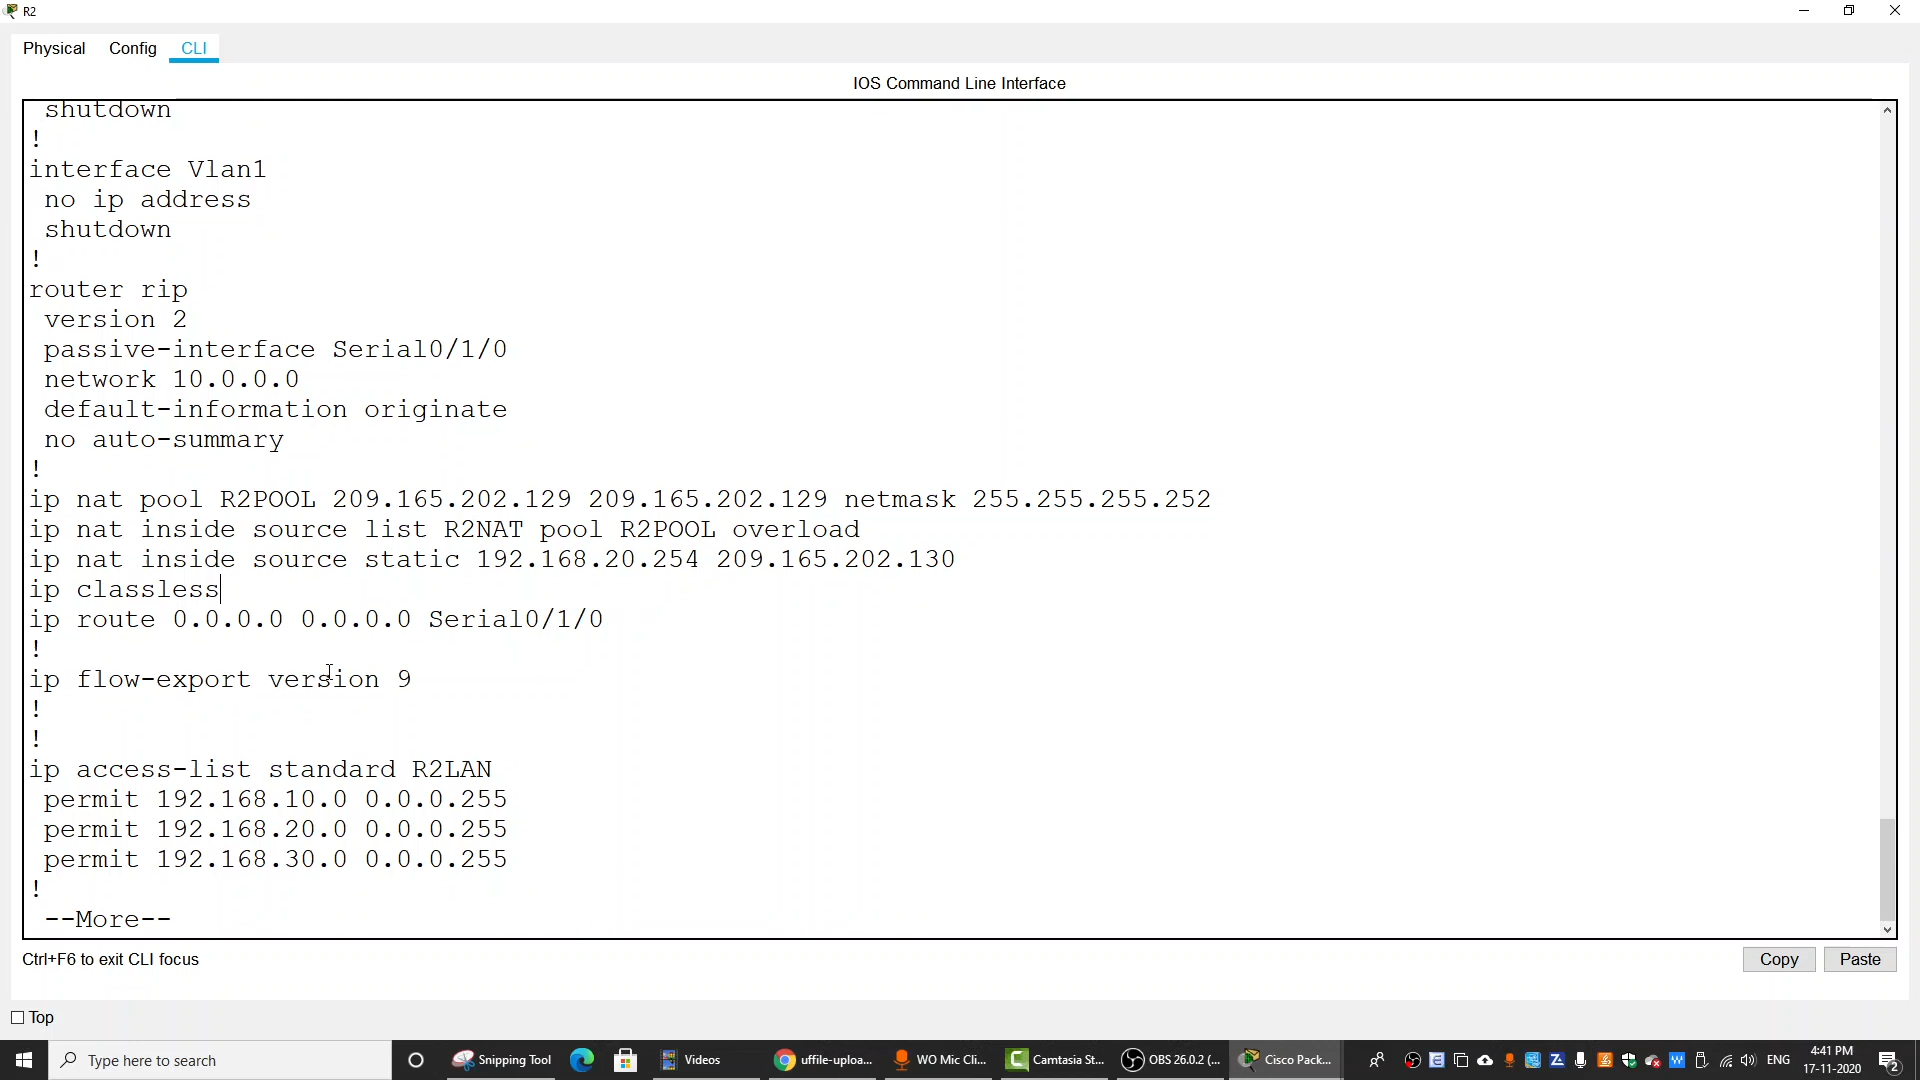 R2
Physical Config CLI
IOS Command Line Interface
shutdown
!
interface Vlan1
no ip address
shutdown
!
router rip
version 2
passive-interface Serial0/1/0
network 10.0.0.0
default-information originate
no auto-summary
!
ip nat pool R2POOL 209.165.202.129 209.165.202.129 netmask 255.255.255.252
ip nat inside source list R2NAT pool R2POOL overload
ip nat inside source static 192.168.20.254 209.165.202.130
ip classless
ip route 0.0.0.0 0.0.0.0 Serial0/1/0
!
ip flow-export version 9
!
!
ip access-list standard R2LAN
permit 192.168.10.0 0.0.0.255
permit 192.168.20.0 0.0.0.255
permit 192.168.30.0 0.0.0.255
!
--More--
Ctrl+F6 to exit CLI focus
Copy Paste
Top
Type here to search Snipping Tool Videos uffile-uploa... WO Mic Cli... Camtasia St... OBS 26.0.2 (... Cisco Pack... ENG 4:41 PM
17-11-2020 2